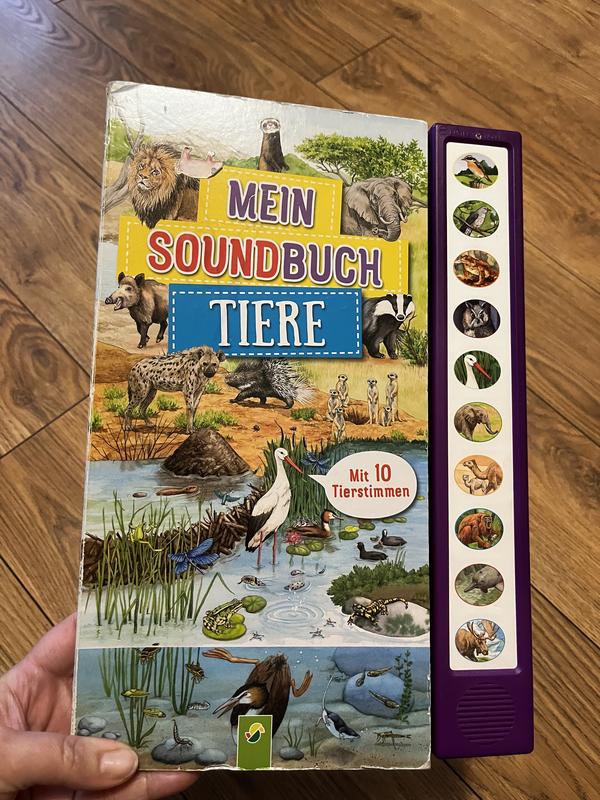 MEIN
SOUNDBUCH
TIERE
Mit 10
Tierstimmen